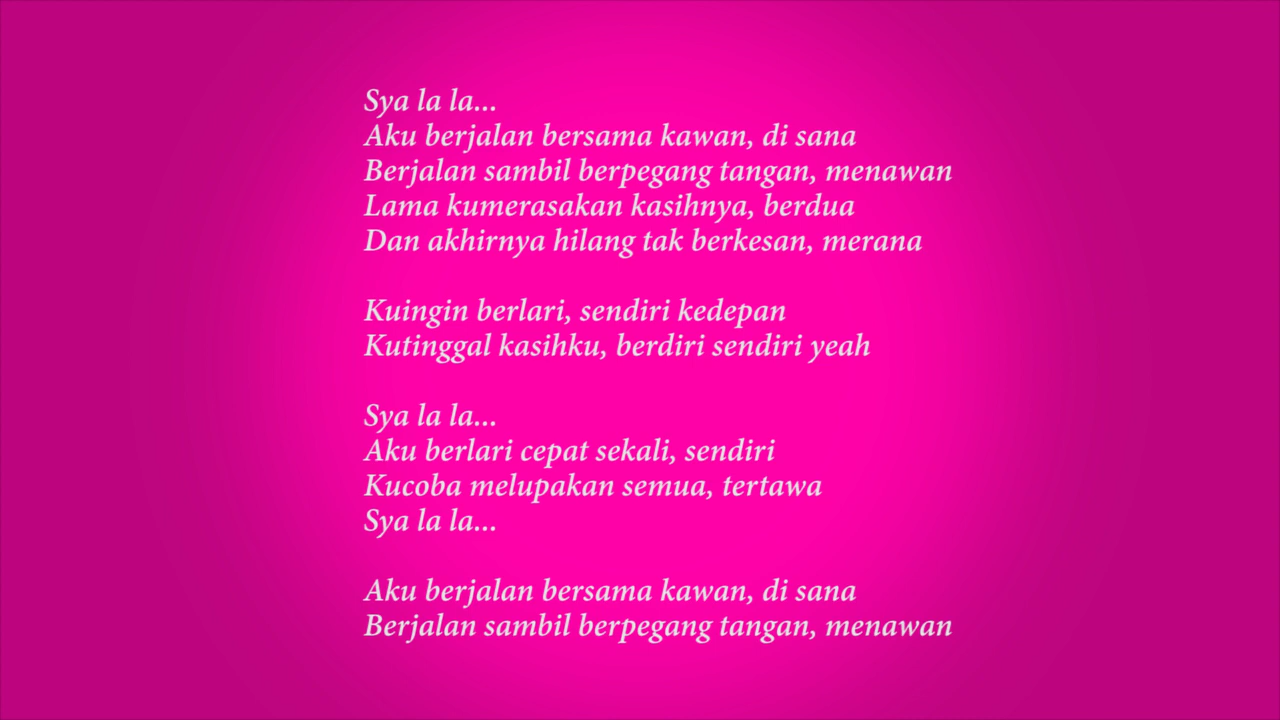 Sya la la...
Aku berjalan bersama kawan, di sana
Berjalan sambil berpegang tangan, menawan
Lama kumerasakan kasihnya, berdua
Dan akhirnya hilang tak berkesan, merana
Kuingin berlari, sendiri kedepan
Kutinggal kasihku, berdiri sendiri yeah
Sya la la...
Aku berlari cepat sekali, sendiri
Kucoba melupakan semua, tertawa
Sya la la...
Aku berjalan bersama kawan, di sana
Berjalan sambil berpegang tangan, menawan